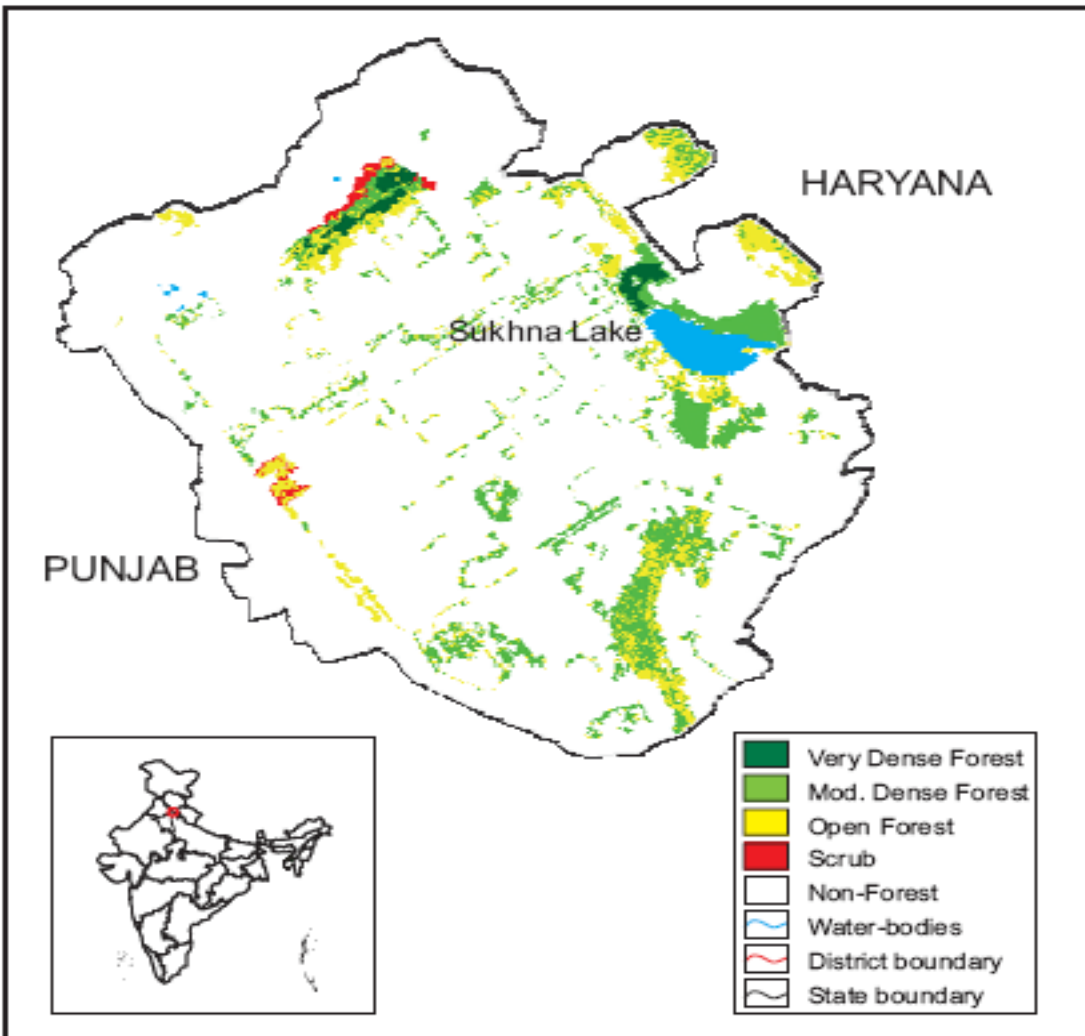 HARYANA
Sukhna Lake
PUNJAB
Very Dense Forest
Mod. Dense Forest
Open Forest
Scrub
Non-Forest
Water-bodies
District boundary
State boundary